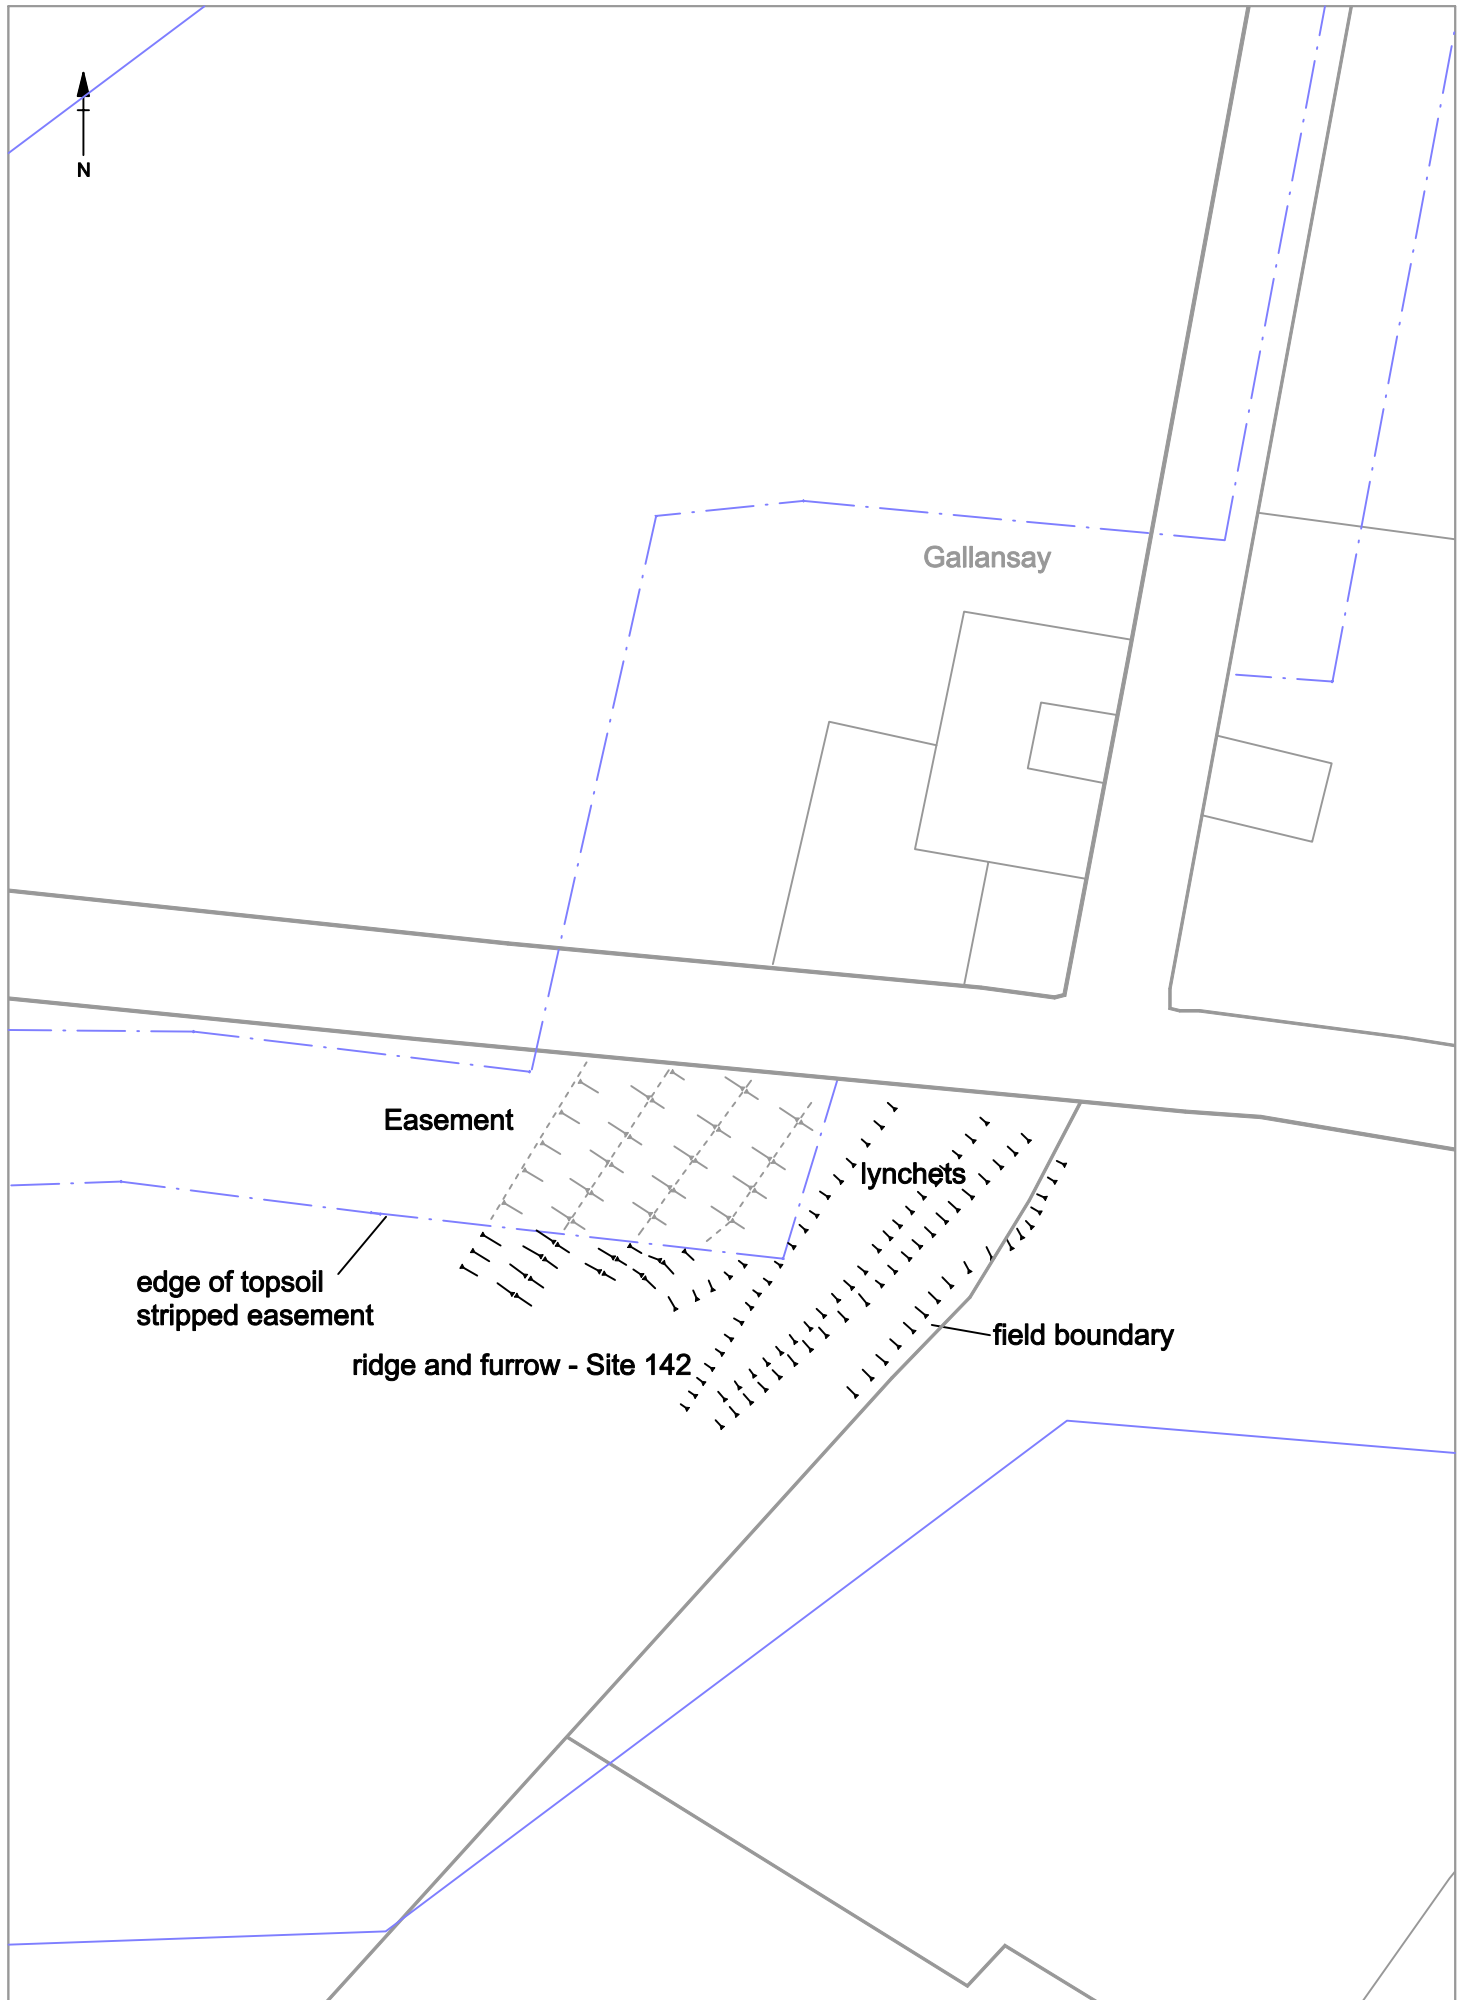 N
Gallansay
Easement
lynchets
edge of topsoil
stripped easement
field boundary
ridge and furrow - Site 142